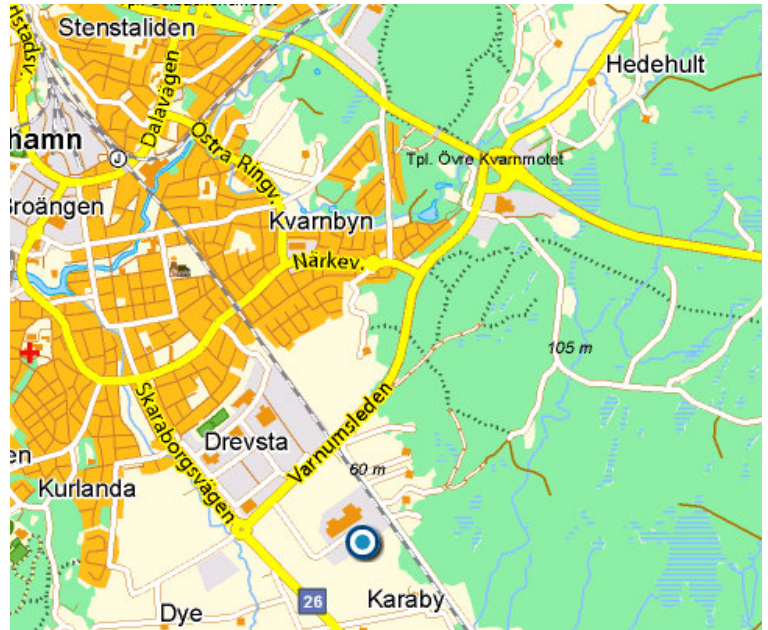 Stenstaliden
Hedehult
Dalavägen
hamn
J
Östra Ringv.
Tpl. Övre Kvarnmotet
Kvarnbyn
Närkev.
105 m
Skaraborgsvägen
Varnumsleden
Drevsta
60 m
en
Kurlanda
26
Karaby
Dye